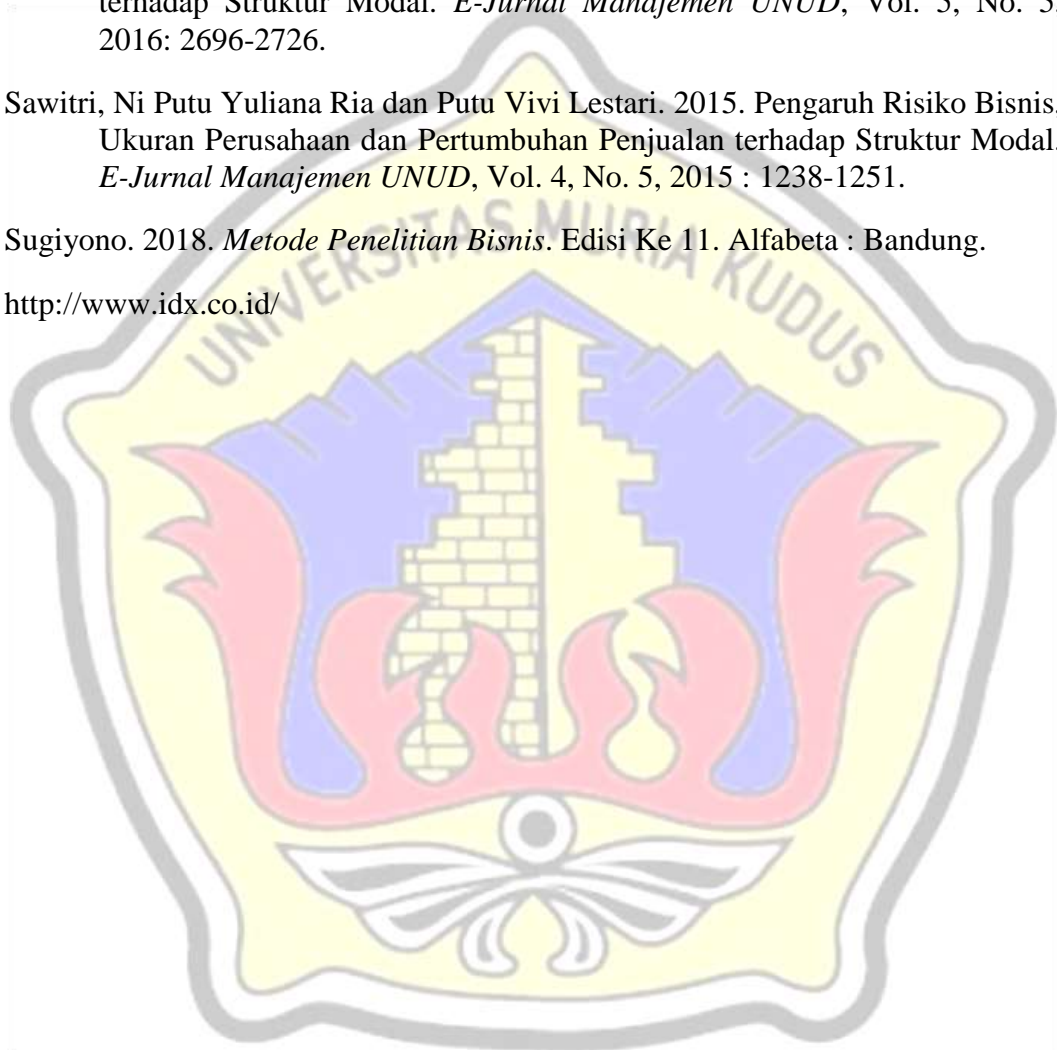 terhadap Struktur Modal. E-Jurnal Manajemen UNUD, Vol. 5, No. 5,
2016: 2696-2726.
Sawitri, Ni Putu Yuliana Ria dan Putu Vivi Lestari. 2015. Pengaruh Risiko Bisnis,
Ukuran Perusahaan dan Pertumbuhan Penjualan terhadap Struktur Modal.
E-Jurnal Manajemen UNUD, Vol. 4, No. 5, 2015 : 1238-1251.
Sugiyono. 2018. Metode Penelitian Bisnis. Edisi Ke 11. Alfabeta : Bandung.
http://www.idx.co.id/
UNIVERSITAS MURIA KUDUS